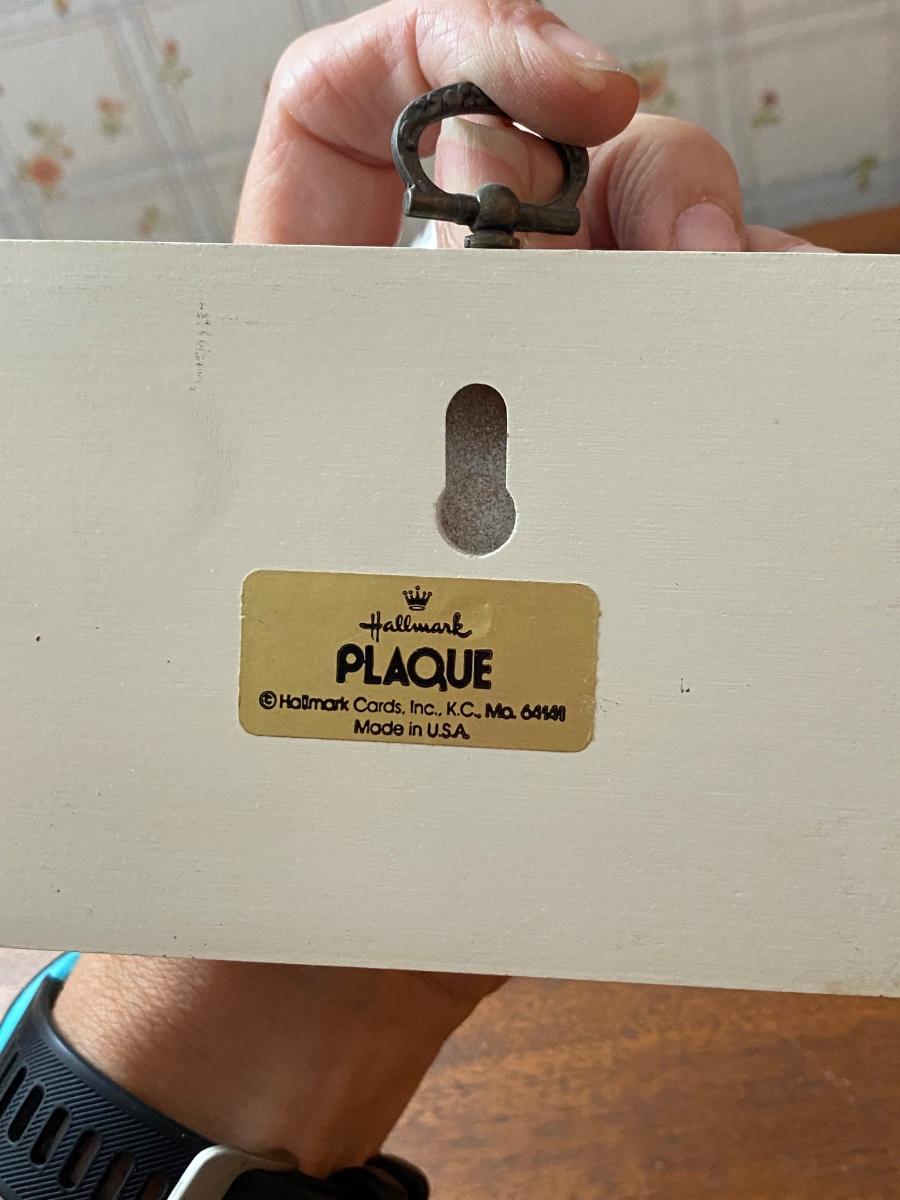 Hallmark
PLAQUE
© Hallmark Cards, Inc., K.C., Mo. 64141
Made in U.S.A.